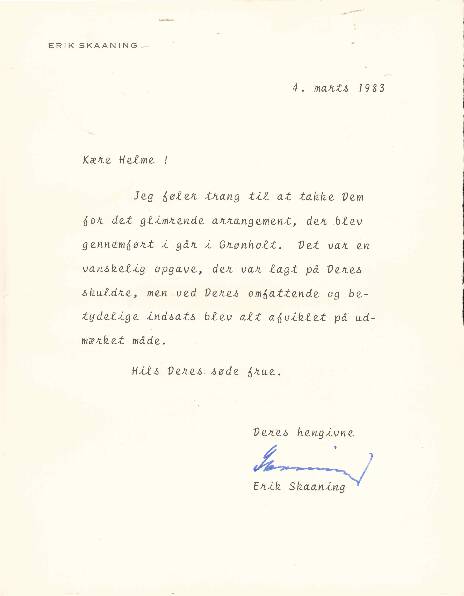 ERIK SKAANING
4. marts 1983
Kære Helme !
Jeg føler trang til at takke Dem
for det glimrende arrangement, der blev
gennemført i går i Grønholt. Det var en
vanskelig opgave, der var lagt på Deres
skuldre, men ved Deres omfattende og be-
tydelige indsats blev alt afviklet på ud-
mærket måde.
Hils Deres søde frue.
Deres hengivne
Skaaning
Erik Skaaning